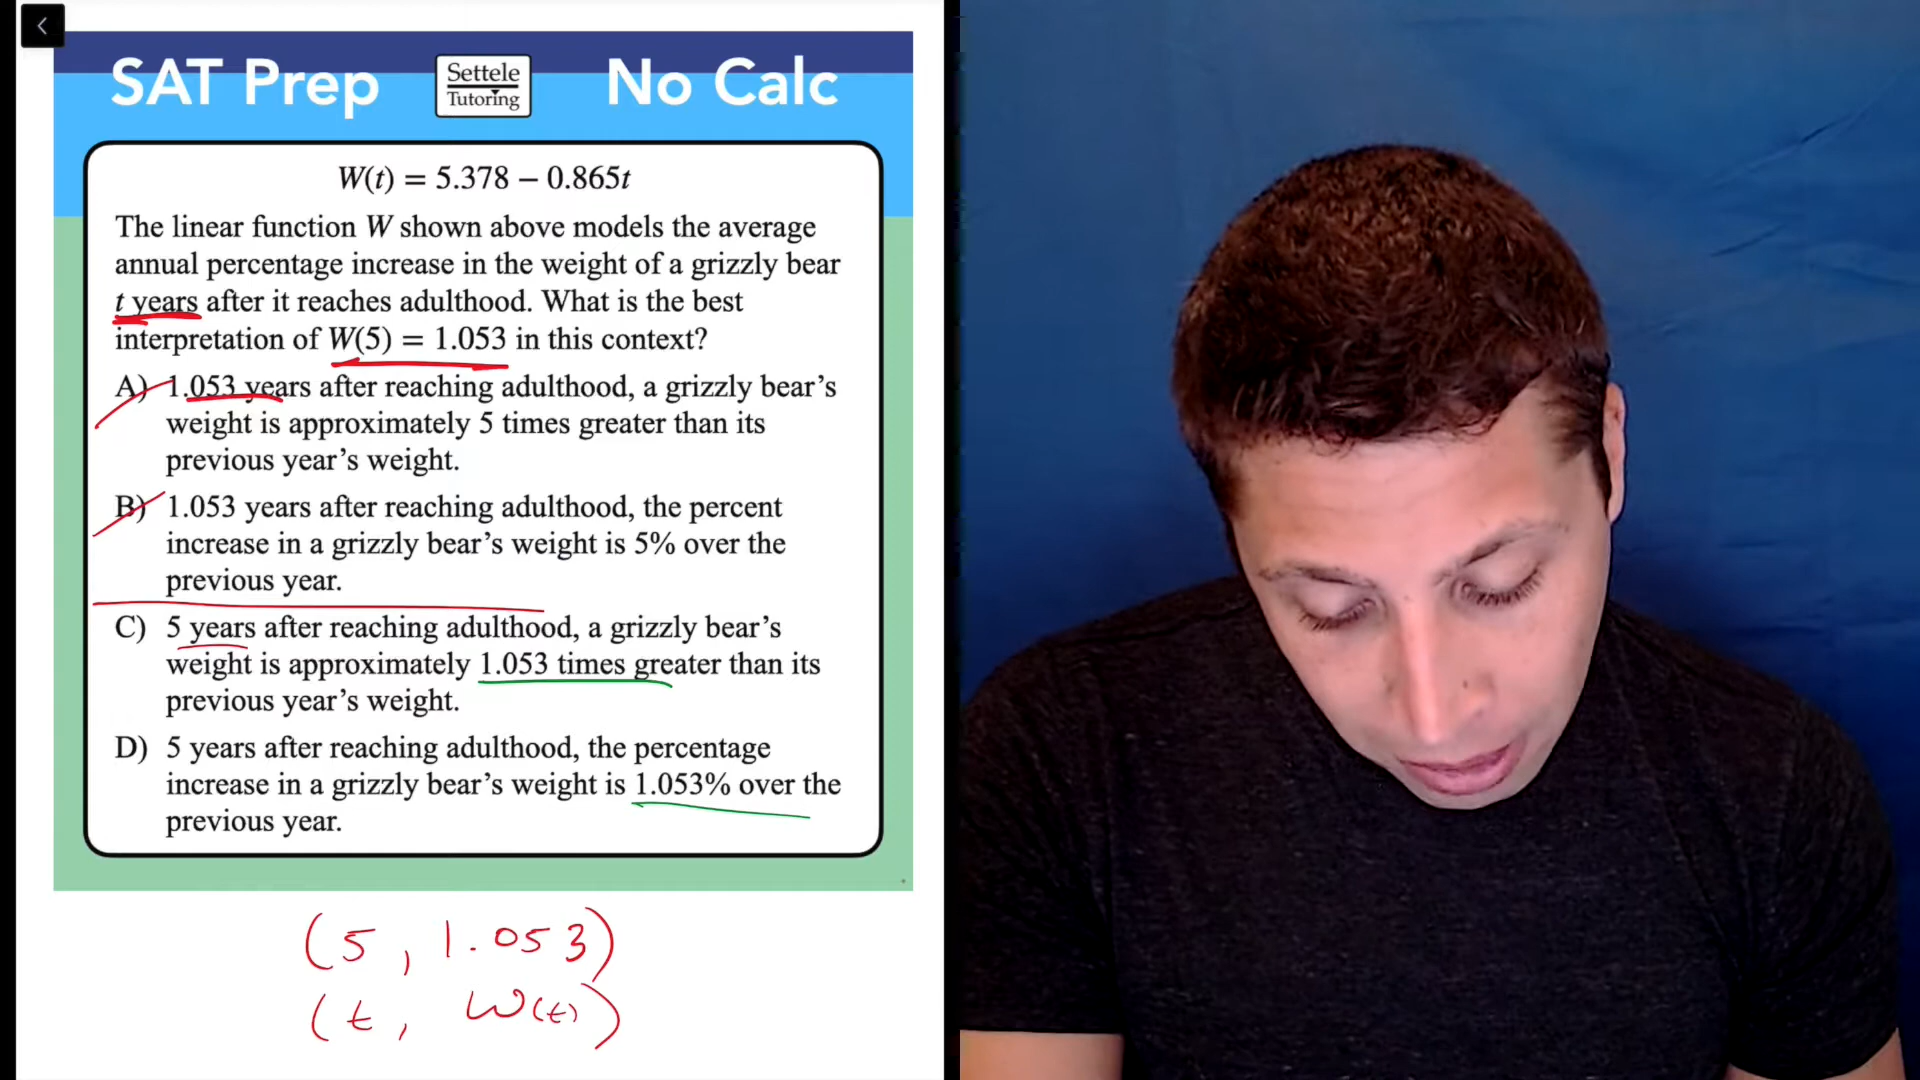 SAT Prep
Settele
Tutoring
No Calc
W(t) = 5.378 – 0.865t
The linear function W shown above models the average
annual percentage increase in the weight of a grizzly bear
t years after it reaches adulthood. What is the best
interpretation of W(5) = 1.053 in this context?
A) 1.053 years after reaching adulthood, a grizzly bear’s
weight is approximately 5 times greater than its
previous year’s weight.
B) 1.053 years after reaching adulthood, the percent
increase in a grizzly bear’s weight is 5% over the
previous year.
C) 5 years after reaching adulthood, a grizzly bear’s
weight is approximately 1.053 times greater than its
previous year’s weight.
D) 5 years after reaching adulthood, the percentage
increase in a grizzly bear’s weight is 1.053% over the
previous year.
(5, 1.053)
(t, W(t))